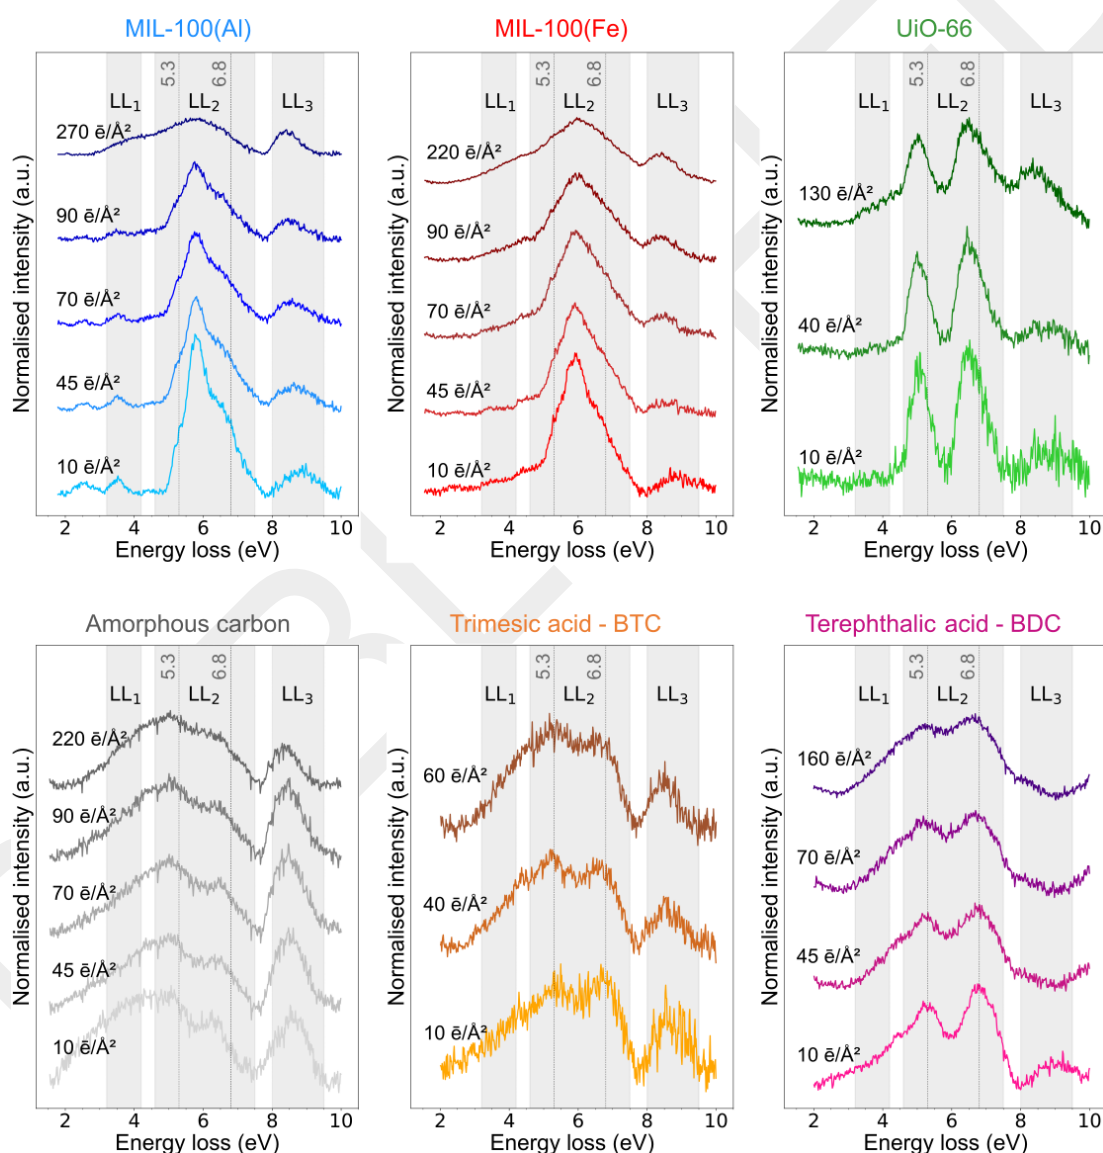 MIL-100(Al)
5.3
6.8
LL₁
LL₂
LL₃
270 ē/Å²
90 ē/Å²
70 ē/Å²
45 ē/Å²
10 ē/Å²
Normalised intensity (a.u.)
2 4 6 8 10
Energy loss (eV)
MIL-100(Fe)
5.3
6.8
LL₁
LL₂
LL₃
220 ē/Å²
90 ē/Å²
70 ē/Å²
45 ē/Å²
10 ē/Å²
Normalised intensity (a.u.)
2 4 6 8 10
Energy loss (eV)
UiO-66
5.3
6.8
LL₁
LL₂
LL₃
130 ē/Å²
40 ē/Å²
10 ē/Å²
Normalised intensity (a.u.)
2 4 6 8 10
Energy loss (eV)
Amorphous carbon
5.3
6.8
LL₁
LL₂
LL₃
220 ē/Å²
90 ē/Å²
70 ē/Å²
45 ē/Å²
10 ē/Å²
Normalised intensity (a.u.)
2 4 6 8 10
Energy loss (eV)
Trimesic acid - BTC
5.3
6.8
LL₁
LL₂
LL₃
60 ē/Å²
40 ē/Å²
10 ē/Å²
Normalised intensity (a.u.)
2 4 6 8 10
Energy loss (eV)
Terephthalic acid - BDC
5.3
6.8
LL₁
LL₂
LL₃
160 ē/Å²
70 ē/Å²
45 ē/Å²
10 ē/Å²
Normalised intensity (a.u.)
2 4 6 8 10
Energy loss (eV)